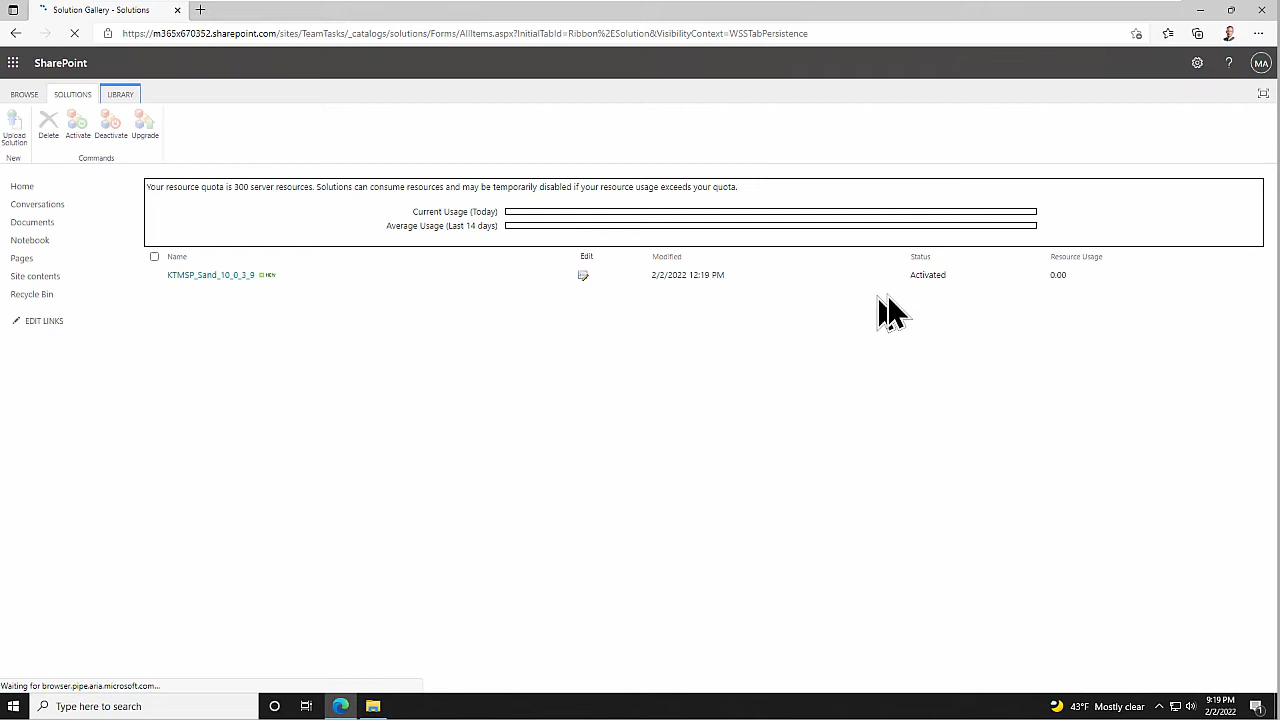 Solution Gallery - Solutions
https://m365x670352.sharepoint.com/sites/TeamTasks/_catalogs/solutions/Forms/AllItems.aspx?InitialTabId=Ribbon%2ESolution&VisibilityContext=WSSTabPersistence
SharePoint
MA
BROWSE SOLUTIONS LIBRARY
Upload Solution
Delete Activate Deactivate Upgrade
New Commands
Home
Conversations
Documents
Notebook
Pages
Site contents
Recycle Bin
EDIT LINKS
Your resource quota is 300 server resources. Solutions can consume resources and may be temporarily disabled if your resource usage exceeds your quota.
Current Usage (Today)
Average Usage (Last 14 days)
Name Edit Modified Status Resource Usage
KTMSP_Sand_10_0_3_9 NEW 2/2/2022 12:19 PM Activated 0.00
Waiting for browser.pipe.aria.microsoft.com...
Type here to search
43°F Mostly clear
9:19 PM
2/2/2022
1